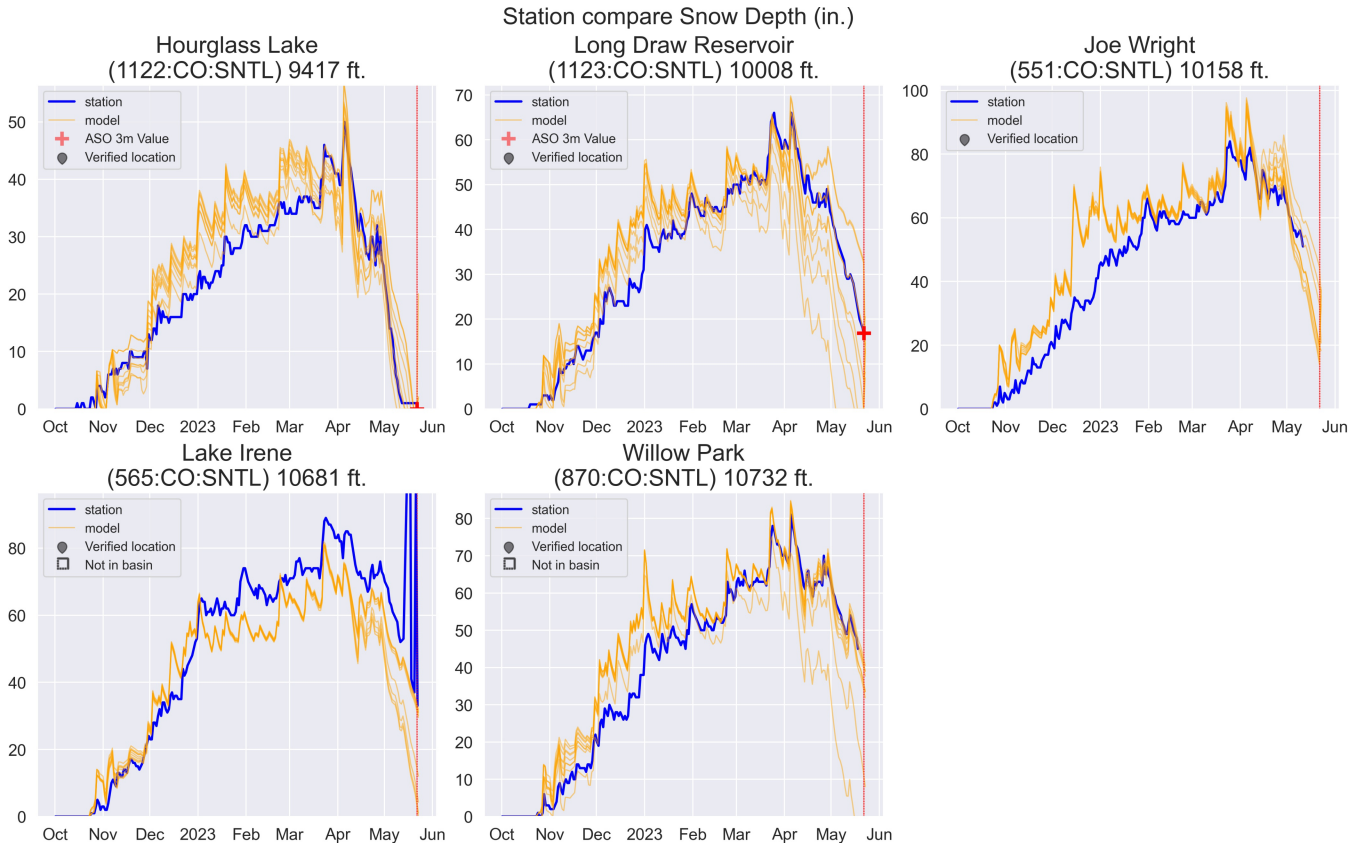 Station compare Snow Depth (in.)
Hourglass Lake
(1122:CO:SNTL) 9417 ft.
station
model
ASO 3m Value
Verified location
50
40
30
20
10
0
Oct Nov Dec 2023 Feb Mar Apr May Jun
Long Draw Reservoir
(1123:CO:SNTL) 10008 ft.
station
model
ASO 3m Value
Verified location
70
60
50
40
30
20
10
0
Oct Nov Dec 2023 Feb Mar Apr May Jun
Joe Wright
(551:CO:SNTL) 10158 ft.
station
model
Verified location
100
80
60
40
20
0
Oct Nov Dec 2023 Feb Mar Apr May Jun
Lake Irene
(565:CO:SNTL) 10681 ft.
station
model
Verified location
Not in basin
80
60
40
20
0
Oct Nov Dec 2023 Feb Mar Apr May Jun
Willow Park
(870:CO:SNTL) 10732 ft.
station
model
Verified location
Not in basin
80
70
60
50
40
30
20
10
0
Oct Nov Dec 2023 Feb Mar Apr May Jun